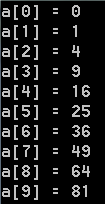 a[0] = 0
a[1] = 1
a[2] = 4
a[3] = 9
a[4] = 16
a[5] = 25
a[6] = 36
a[7] = 49
a[8] = 64
a[9] = 81